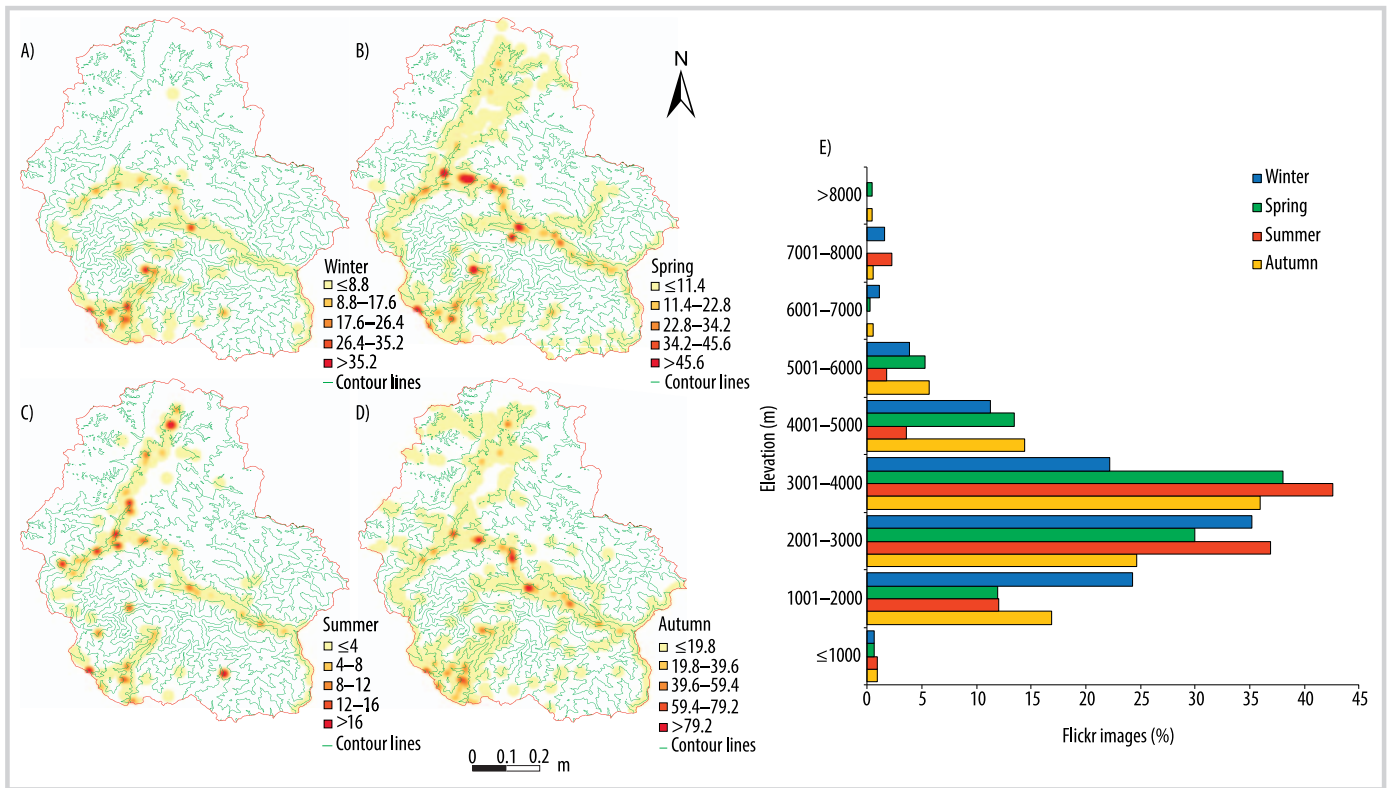 A)
B)
N
Winter
≤8.8
8.8–17.6
17.6–26.4
26.4–35.2
>35.2
Contour lines
Spring
≤11.4
11.4–22.8
22.8–34.2
34.2–45.6
>45.6
Contour lines
C)
D)
Summer
≤4
4–8
8–12
12–16
>16
Contour lines
Autumn
≤19.8
19.8–39.6
39.6–59.4
59.4–79.2
>79.2
Contour lines
0 0.1 0.2
m
E)
Winter
Spring
Summer
Autumn
Elevation (m)
>8000
7001–8000
6001–7000
5001–6000
4001–5000
3001–4000
2001–3000
1001–2000
≤1000
0 5 10 15 20 25 30 35 40 45
Flickr images (%)